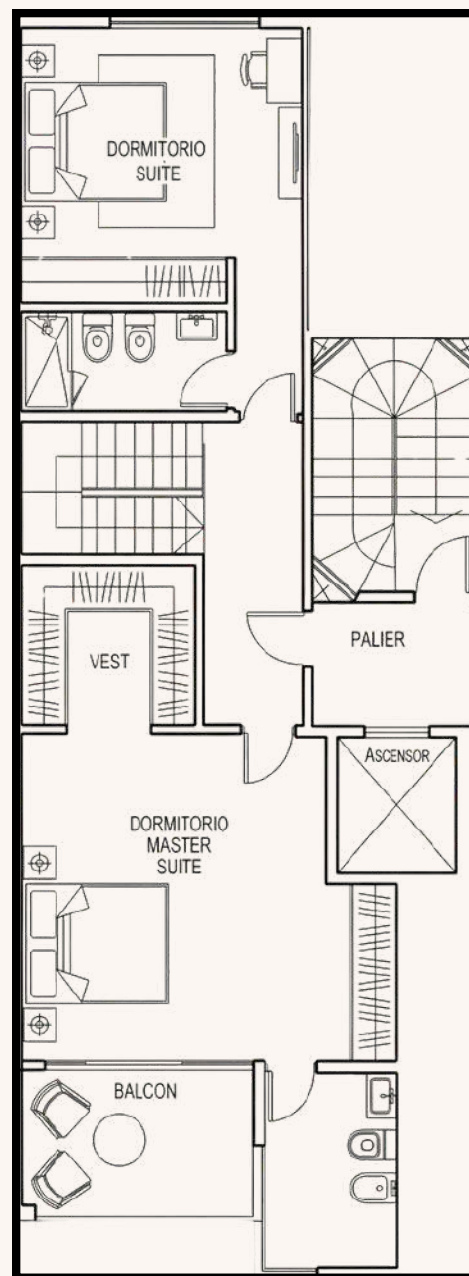 DORMITORIO
SUITE
PALIER
VEST
ASCENSOR
DORMITORIO
MASTER
SUITE
BALCON